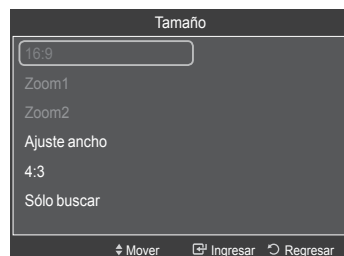 Tamaño
16:9
Zoom1
Zoom2
Ajuste ancho
4:3
Sólo buscar
Mover Ingresar Regresar